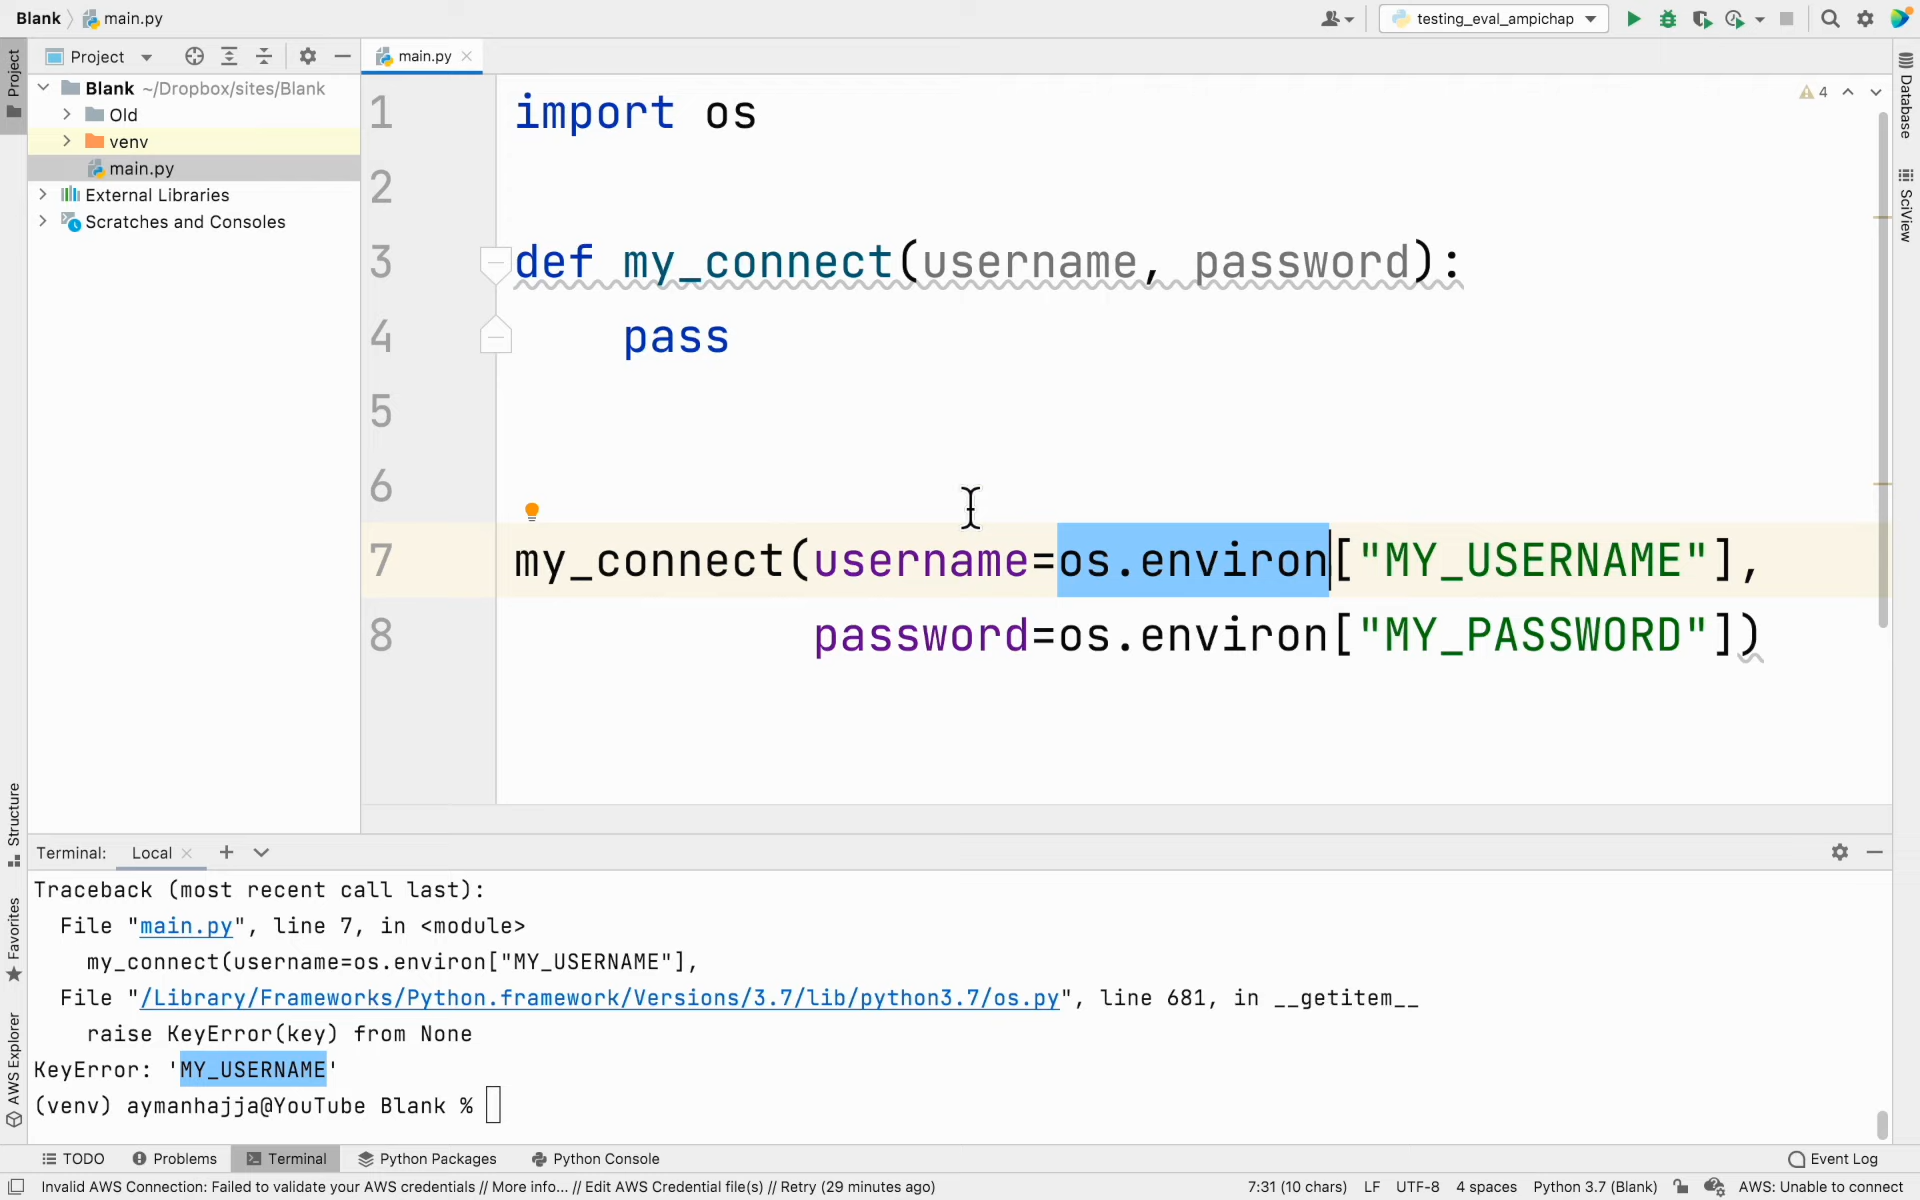 Blank main.py
testing_eval_ampichap
Project
Project
main.py
Blank ~/Dropbox/sites/Blank
Old
venv
main.py
External Libraries
Scratches and Consoles
4
1 import os
2
3 def my_connect(username, password):
4 pass
5
6
7 my_connect(username=os.environ["MY_USERNAME"],
8 password=os.environ["MY_PASSWORD"])
Database
SciView
Structure
Favorites
AWS Explorer
Terminal: Local
Traceback (most recent call last):
File "main.py", line 7, in <module>
my_connect(username=os.environ["MY_USERNAME"],
File "/Library/Frameworks/Python.framework/Versions/3.7/lib/python3.7/os.py", line 681, in __getitem__
raise KeyError(key) from None
KeyError: 'MY_USERNAME'
(venv) aymanhajja@YouTube Blank %
TODO Problems Terminal Python Packages Python Console Event Log
Invalid AWS Connection: Failed to validate your AWS credentials // More info... // Edit AWS Credential file(s) // Retry (29 minutes ago) 7:31 (10 chars) LF UTF-8 4 spaces Python 3.7 (Blank) AWS: Unable to connect